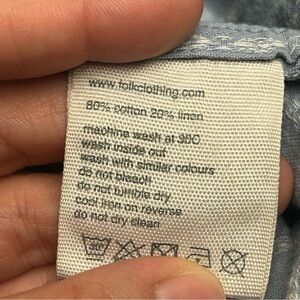 www.folkclothing.com
80% cotton 20% linen
machine wash at 30C
wash inside out
wash with similar colours
do not bleach
do not tumble dry
cool iron on reverse
do not dry clean
30